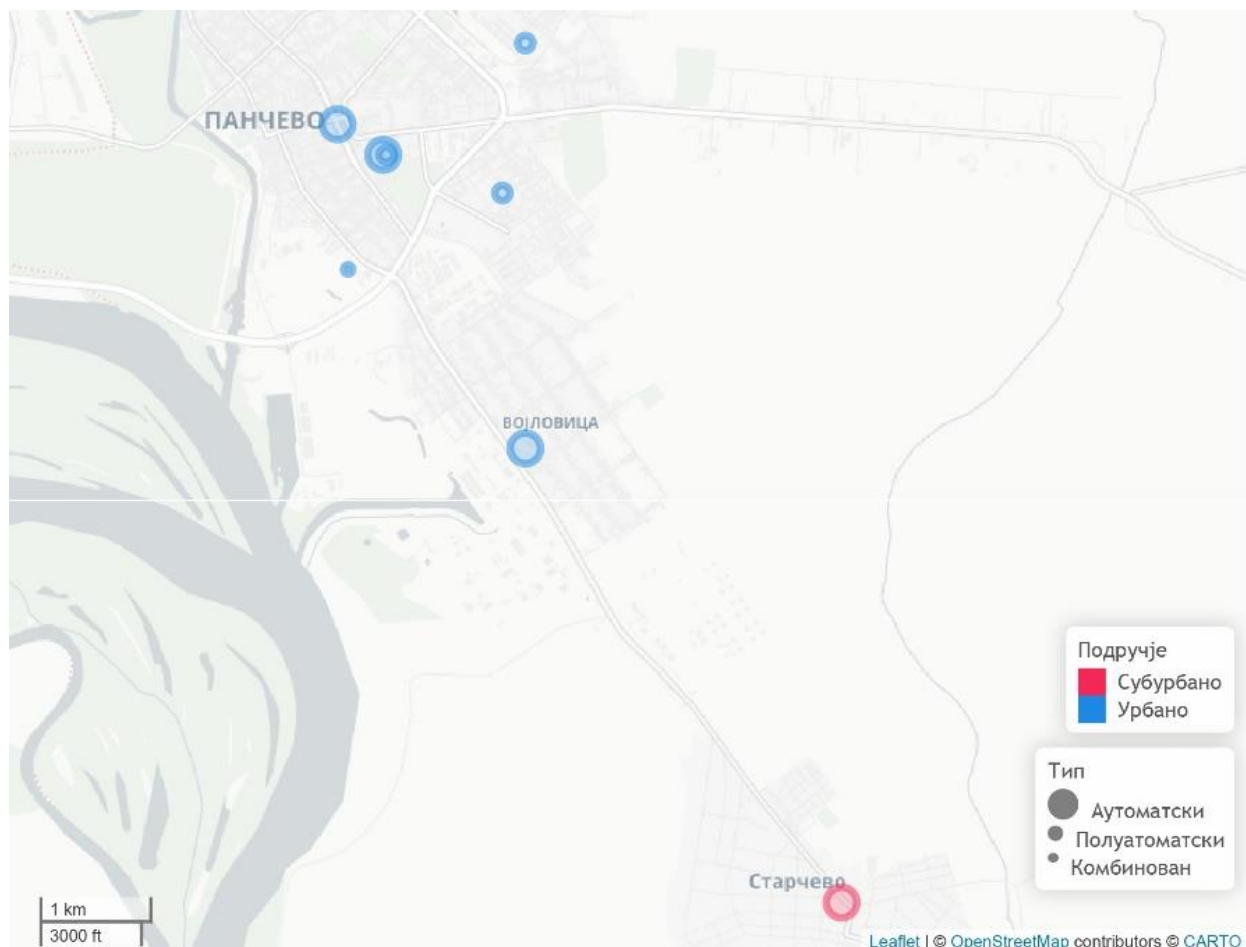 ПАНЧЕВО
ВОЈЛОВИЦА
Подручје
Субурбано
Урбано
Тип
Аутоматски
Полуатоматски
Комбинован
Старчево
1 km
3000 ft
Leaflet | © OpenStreetMap contributors © CARTO